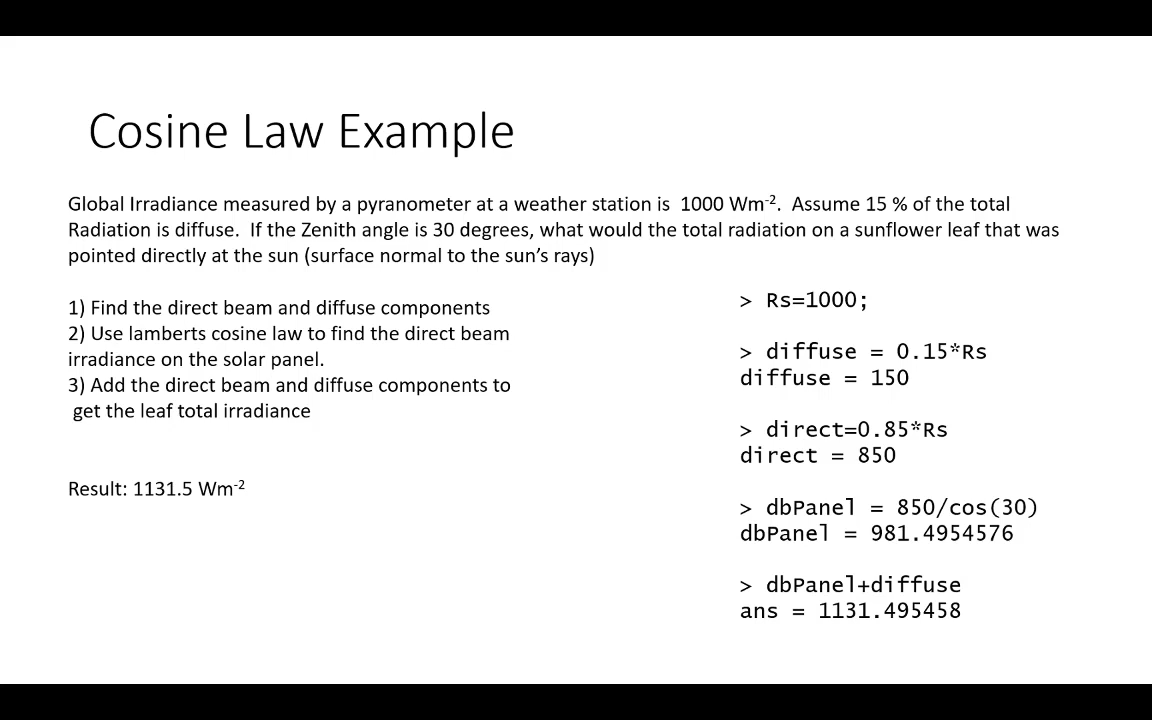 Cosine Law Example
Global Irradiance measured by a pyranometer at a weather station is 1000 Wm-2. Assume 15 % of the total
Radiation is diffuse. If the Zenith angle is 30 degrees, what would the total radiation on a sunflower leaf that was
pointed directly at the sun (surface normal to the sun's rays)
1) Find the direct beam and diffuse components
2) Use lamberts cosine law to find the direct beam
irradiance on the solar panel.
3) Add the direct beam and diffuse components to
get the leaf total irradiance
Result: 1131.5 Wm-2
> Rs=1000;
> diffuse = 0.15*Rs
diffuse = 150
> direct=0.85*Rs
direct = 850
> dbPanel = 850/cos(30)
dbPanel = 981.4954576
> dbPanel+diffuse
ans = 1131.495458